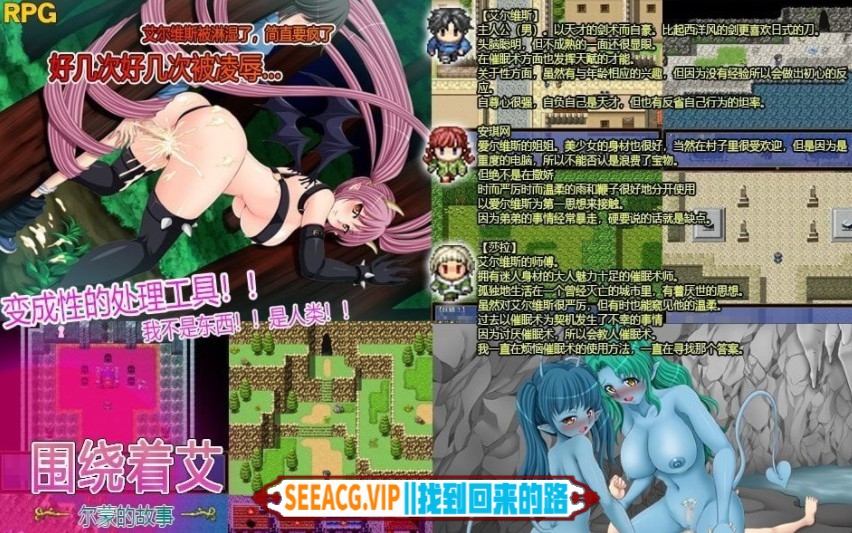 RPG
艾尔维斯被淋湿了，简直要疯了
好几次好几次被凌辱...
变成性的处理工具！！
我不是东西！！是人类！！
围绕着艾
尔蒙的故事
【艾尔维斯】
主人公（男），以天才的剑术而自豪。比起西洋风的剑更喜欢日式的刀。
头脑聪明，但不成熟的一面还很显眼。
在催眠术方面也发挥天赋的才能。
关于性方面，虽然有与年龄相应的兴趣，但因为没有经验所以会做出初心的反
应。
自尊心很强，自负自己是天才，但也有反省自己行为的坦率。
安琪网
爱尔维斯的姐姐。美少女的身材也很好，当然在村子里很受欢迎，但是因为是
重度的电脑，所以不能否认是浪费了宝物。
但绝不是在撒娇
时而严厉时而温柔的雨和鞭子很好地分开使用
以爱尔维斯为第一思想来接触。
因为弟弟的事情经常暴走，硬要说的话就是缺点。
【莎拉】
艾尔维斯的师傅。
拥有迷人身材的大人魅力十足的催眠术师。
孤独地生活在一个曾经灭亡的城市里，有着厌世的思想。
虽然对艾尔维斯很严厉，但有时也能窥见他的温柔。
过去以催眠术为契机发生了不幸的事情
因为讨厌催眠术，所以会教人催眠术。
我一直在烦恼催眠术的使用方法，一直在寻找那个答案。
SEEACG.VIP||找到回来的路